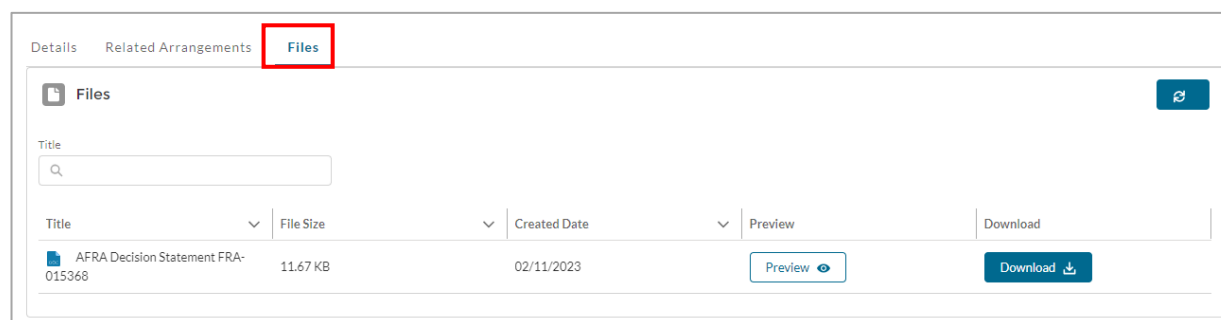 Details Related Arrangements Files
Files
Title
Title File Size Created Date Preview Download
AFRA Decision Statement FRA-
015368 11.67 KB 02/11/2023 Preview Download